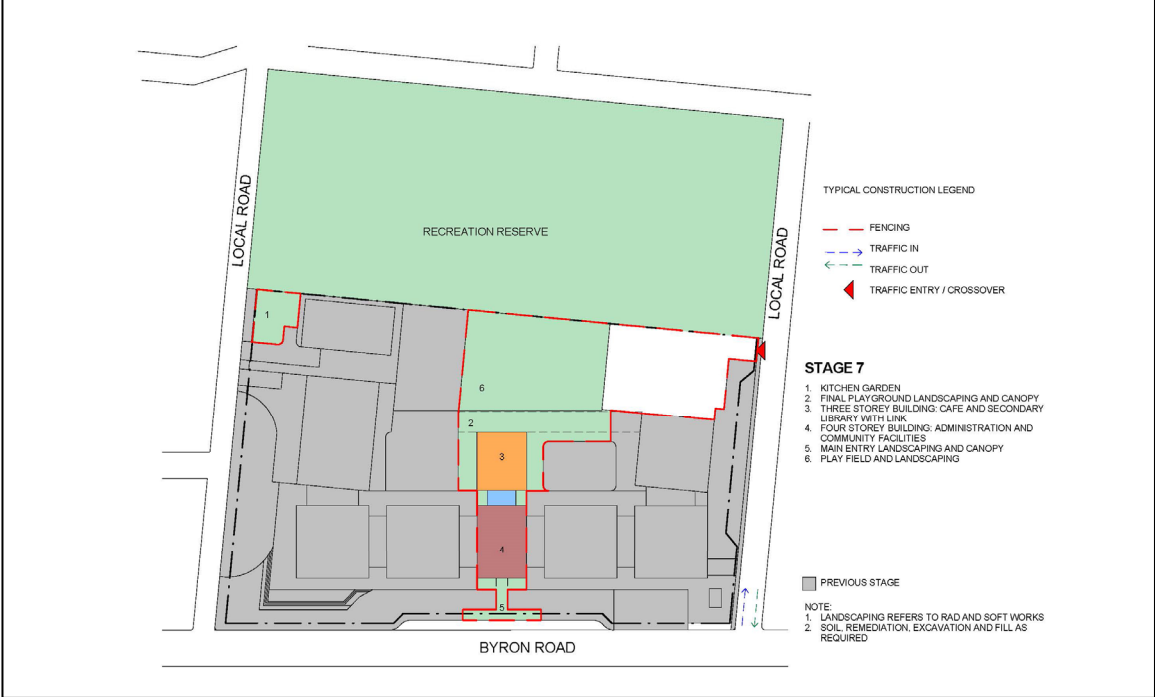 LOCAL ROAD
RECREATION RESERVE
LOCAL ROAD
1
6
2
3
4
5
BYRON ROAD
TYPICAL CONSTRUCTION LEGEND
FENCING
TRAFFIC IN
TRAFFIC OUT
TRAFFIC ENTRY / CROSSOVER
STAGE 7
1. KITCHEN GARDEN
2. FINAL PLAYGROUND LANDSCAPING AND CANOPY
3. THREE STOREY BUILDING: CAFE AND SECONDARY
LIBRARY WITH LINK
4. FOUR STOREY BUILDING: ADMINISTRATION AND
COMMUNITY FACILITIES
5. MAIN ENTRY LANDSCAPING AND CANOPY
6. PLAY FIELD AND LANDSCAPING
PREVIOUS STAGE
NOTE:
1. LANDSCAPING REFERS TO RAD AND SOFT WORKS
2. SOIL, REMEDIATION, EXCAVATION AND FILL AS
REQUIRED